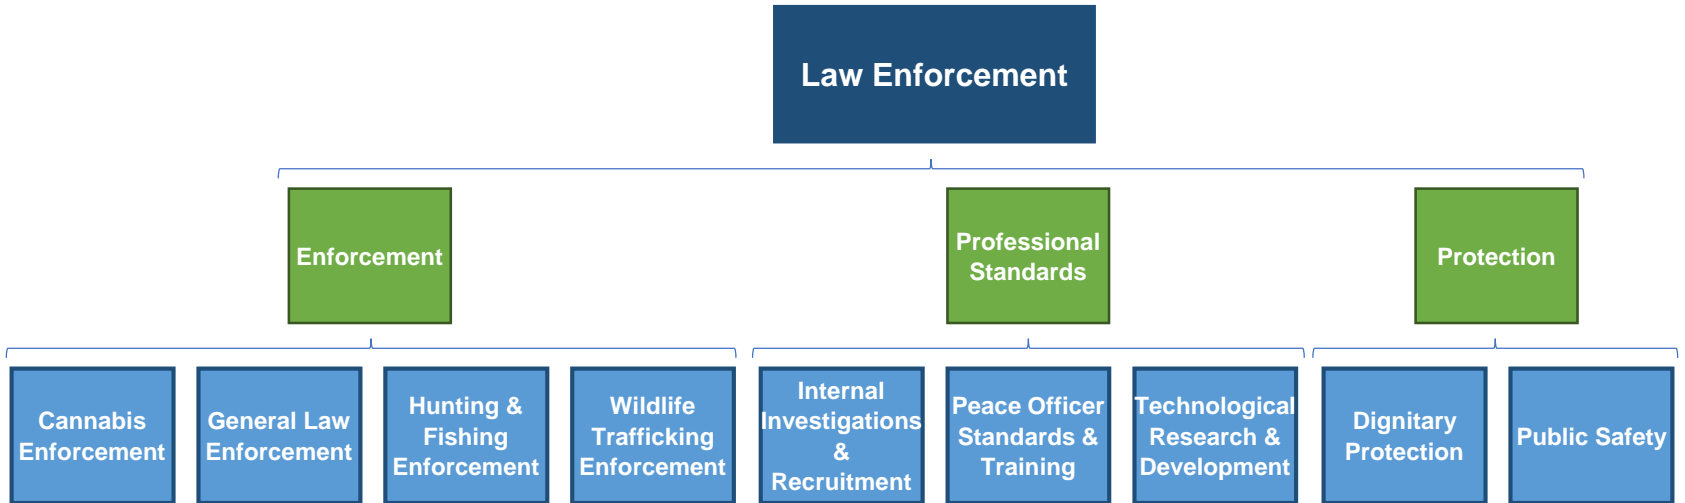 Law Enforcement
Enforcement
Professional
Standards
Protection
Cannabis
Enforcement
General Law
Enforcement
Hunting &
Fishing
Enforcement
Wildlife
Trafficking
Enforcement
Internal
Investigations
&
Recruitment
Peace Officer
Standards &
Training
Technological
Research &
Development
Dignitary
Protection
Public Safety